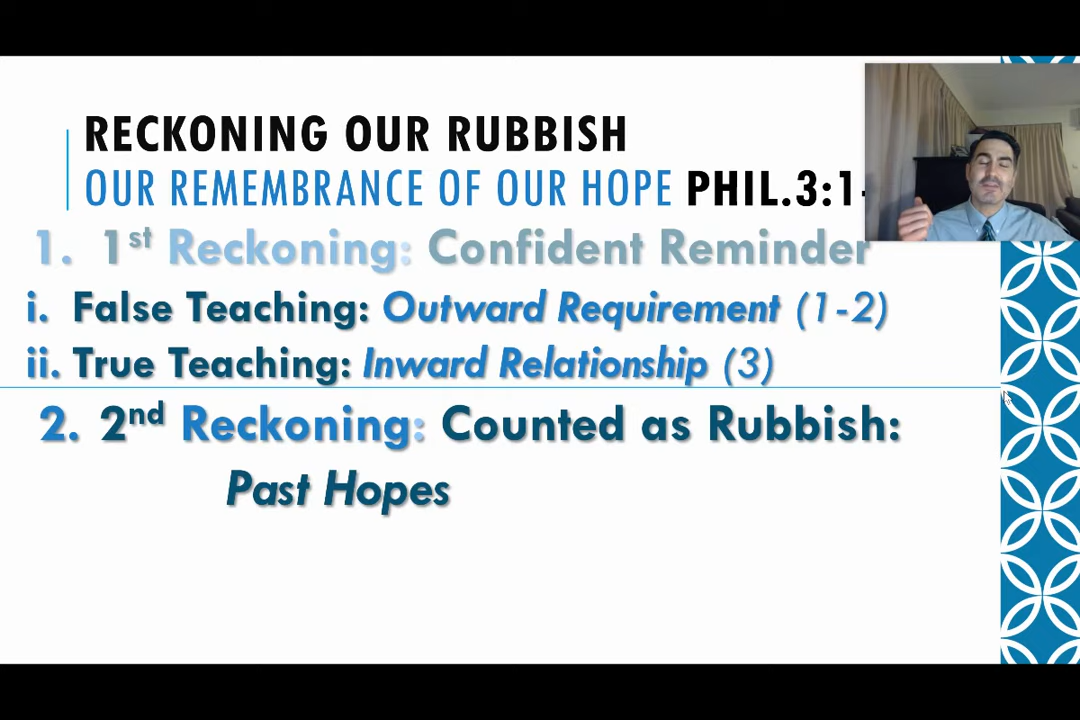 RECKONING OUR RUBBISH
OUR REMEMBRANCE OF OUR HOPE PHIL.3:1-
1. 1st Reckoning: Confident Reminder
i. False Teaching: Outward Requirement (1-2)
ii. True Teaching: Inward Relationship (3)
2. 2nd Reckoning: Counted as Rubbish:
Past Hopes